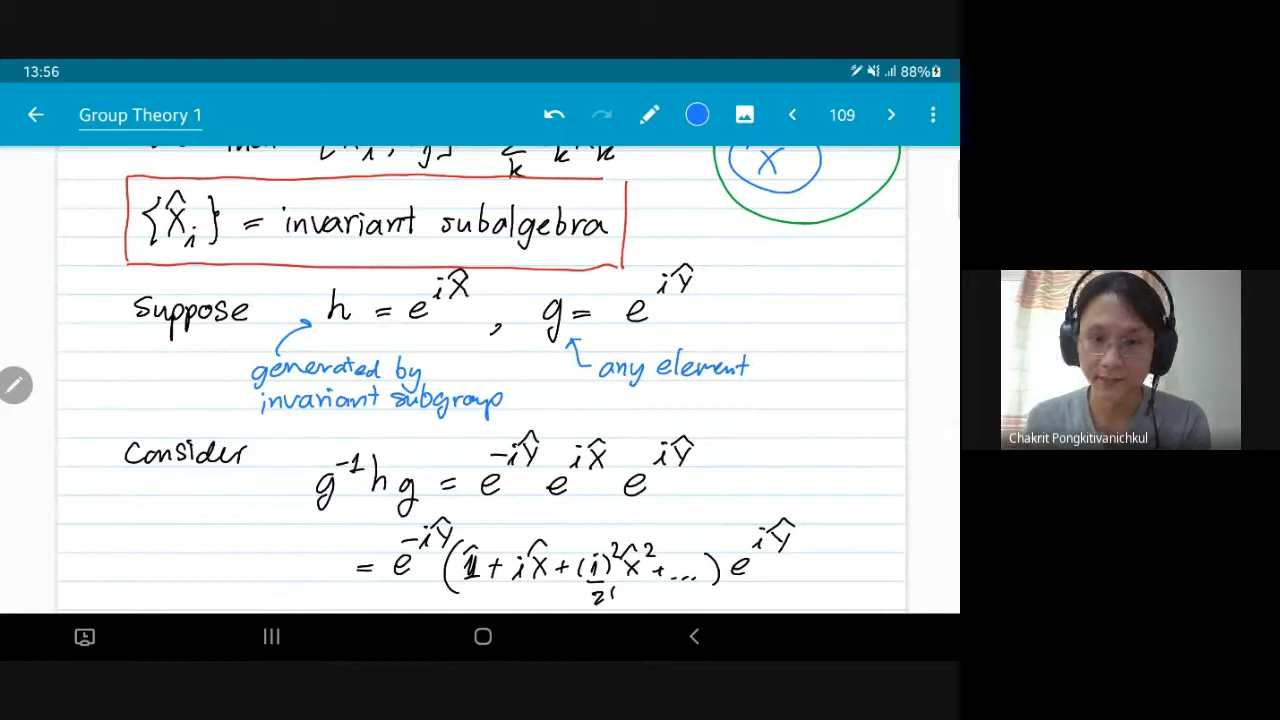 13:56
88%
Group Theory 1
109
{X̂ᵢ} = invariant subalgebra
Suppose h = e^{iX̂} , g = e^{iŶ}
generated by
invariant subgroup
any element
X
Consider
g⁻¹hg = e^{-iŶ} e^{iX̂} e^{iŶ}
= e^{-iŶ} (1̂ + iX̂ + (i)²/2! X̂² + ...) e^{iŶ}
Chakrit Pongkitivanichkul